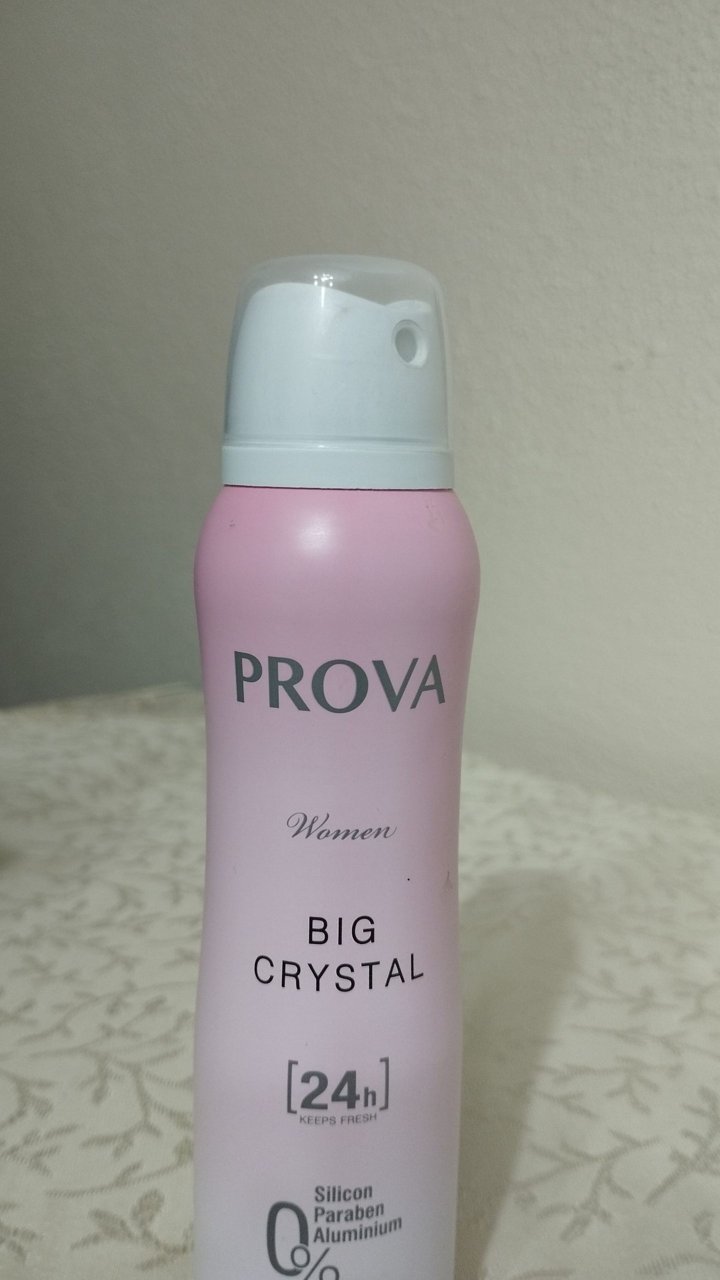 PROVA
Women
BIG
CRYSTAL
[24h]
KEEPS FRESH
0%
Silicon
Paraben
Aluminium